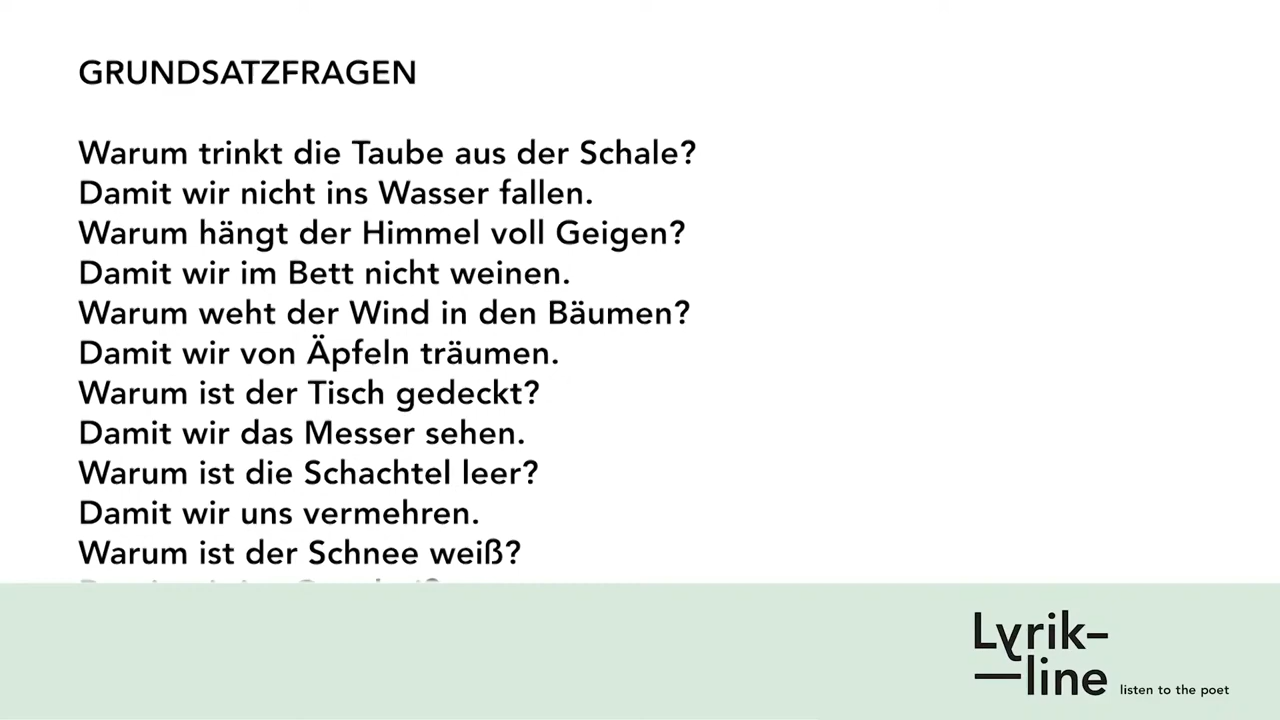 GRUNDSATZFRAGEN
Warum trinkt die Taube aus der Schale?
Damit wir nicht ins Wasser fallen.
Warum hängt der Himmel voll Geigen?
Damit wir im Bett nicht weinen.
Warum weht der Wind in den Bäumen?
Damit wir von Äpfeln träumen.
Warum ist der Tisch gedeckt?
Damit wir das Messer sehen.
Warum ist die Schachtel leer?
Damit wir uns vermehren.
Warum ist der Schnee weiß?
Lyrik–
—line listen to the poet